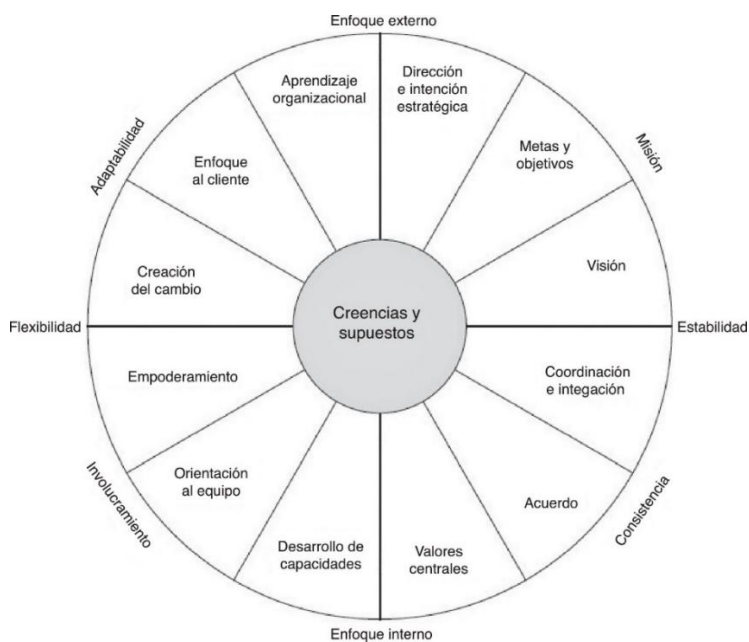 Enfoque externo
Aprendizaje
organizacional
Dirección
e intención
estratégica
Metas y
objetivos
Misión
Adaptabilidad
Enfoque
al cliente
Visión
Creación
del cambio
Creencias y
supuestos
Flexibilidad
Estabilidad
Empoderamiento
Coordinación
e integación
Orientación
al equipo
Acuerdo
Involucramiento
Consistencia
Desarrollo de
capacidades
Valores
centrales
Enfoque interno